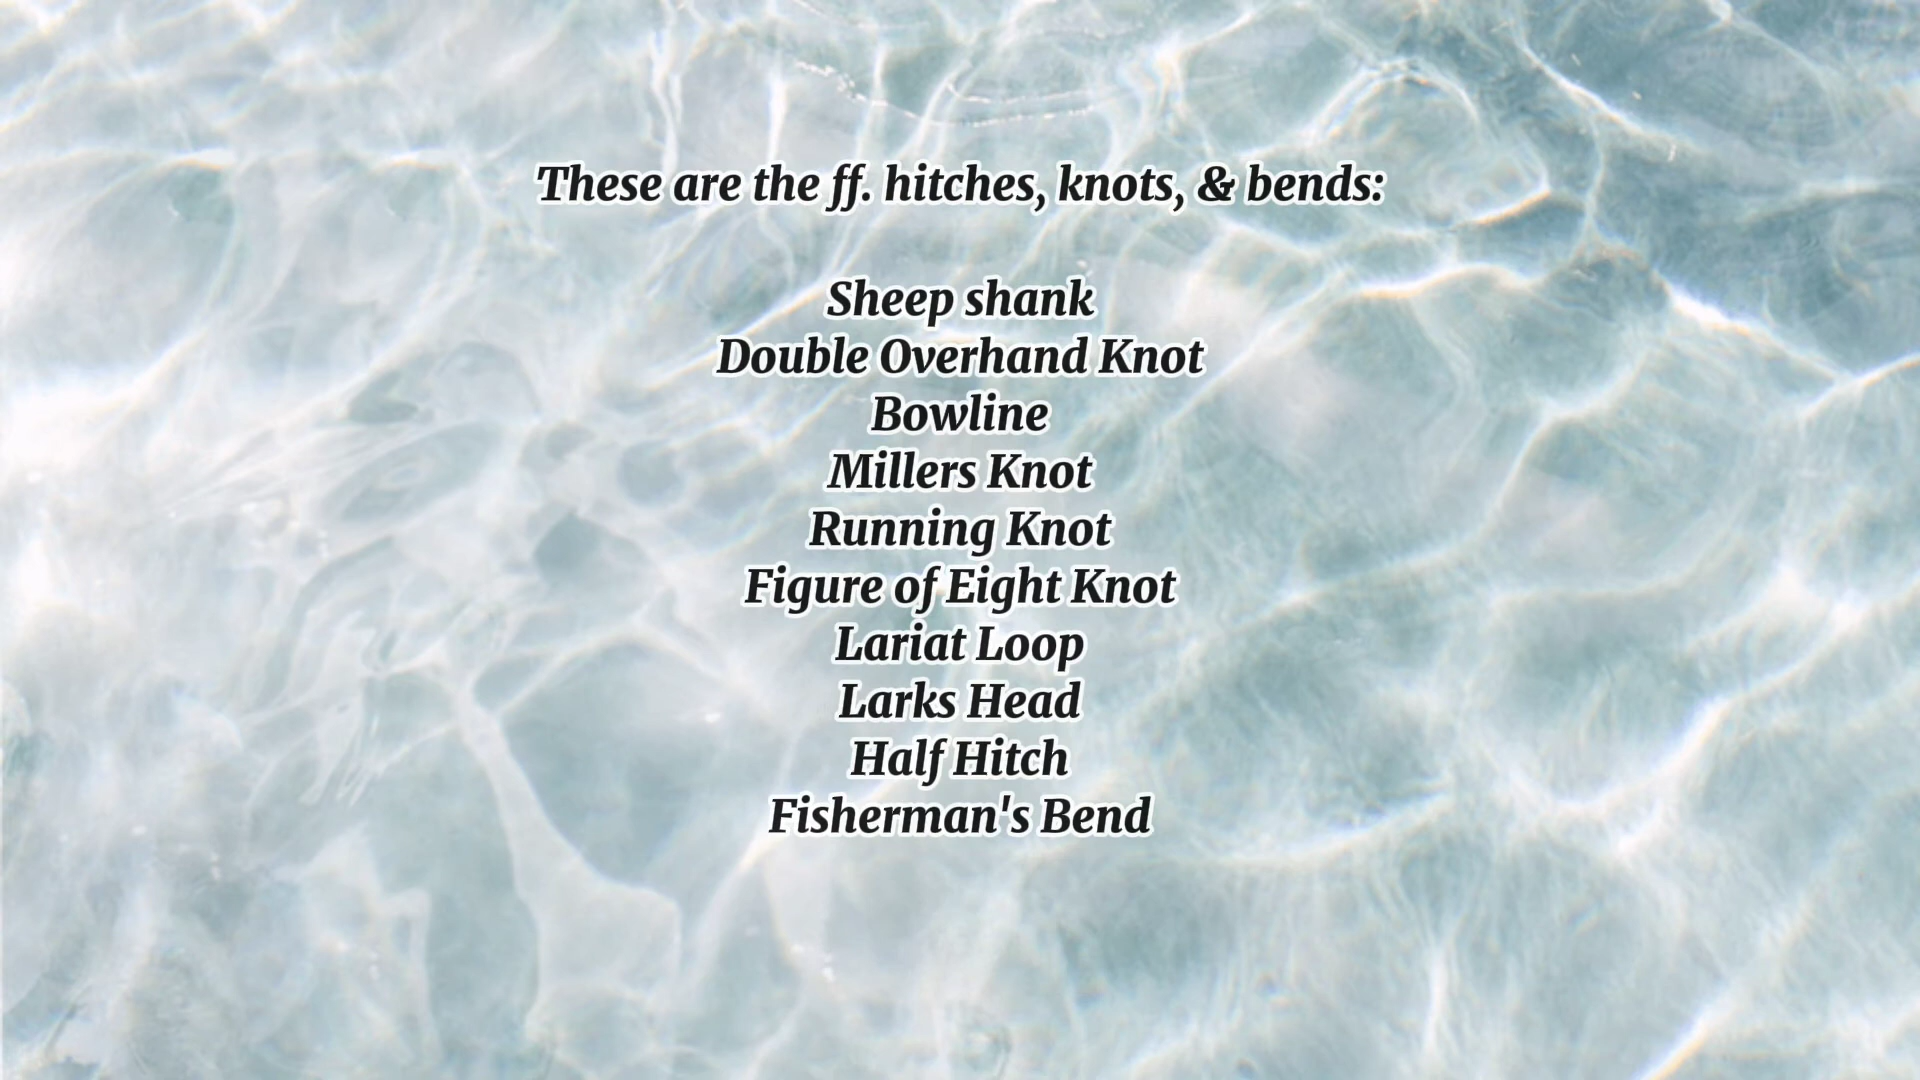 These are the ff. hitches, knots, & bends:
Sheep shank
Double Overhand Knot
Bowline
Millers Knot
Running Knot
Figure of Eight Knot
Lariat Loop
Larks Head
Half Hitch
Fisherman's Bend